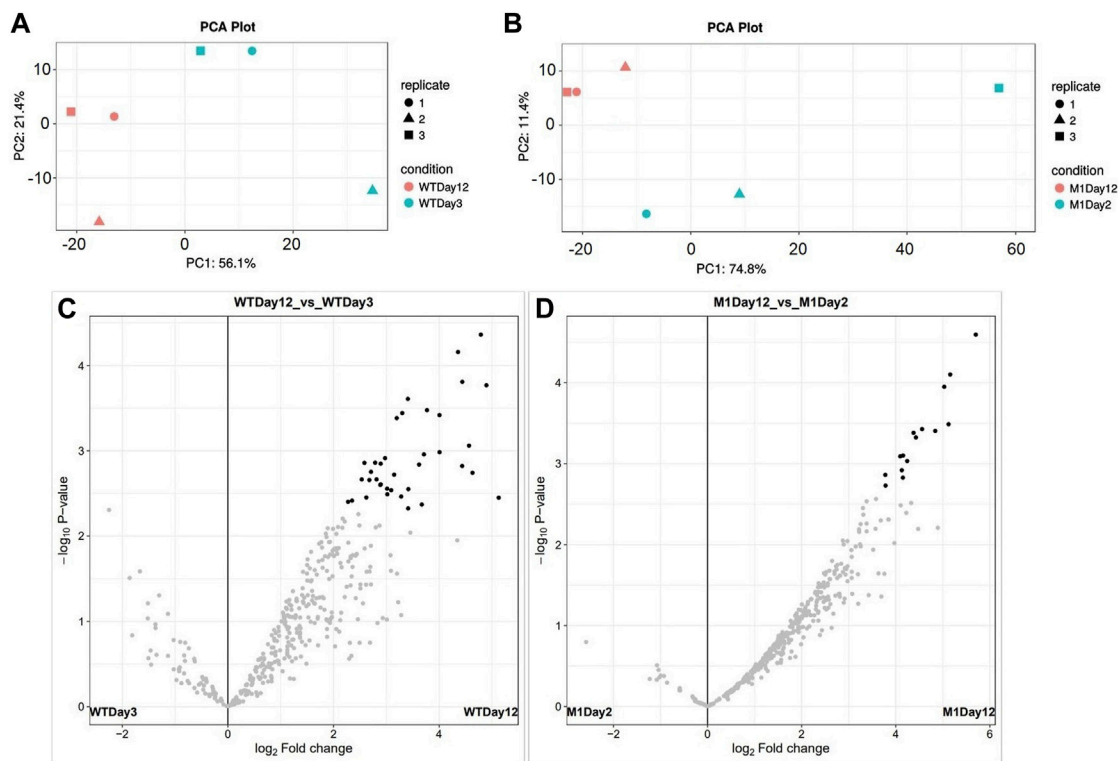 A
PCA Plot
10
0
-10
-20
0
20
PC2: 21.4%
PC1: 56.1%
replicate
1
2
3
condition
WTDay12
WTDay3
B
PCA Plot
10
0
-10
-20
0
20
40
60
PC2: 11.4%
PC1: 74.8%
replicate
1
2
3
condition
M1Day12
M1Day2
C
WTDay12_vs_WTDay3
4
3
2
1
0
−log10 P-value
WTDay3
WTDay12
−2
0
2
4
log2 Fold change
D
M1Day12_vs_M1Day2
4
3
2
1
0
−log10 P-value
M1Day2
M1Day12
−2
0
2
4
6
log2 Fold change